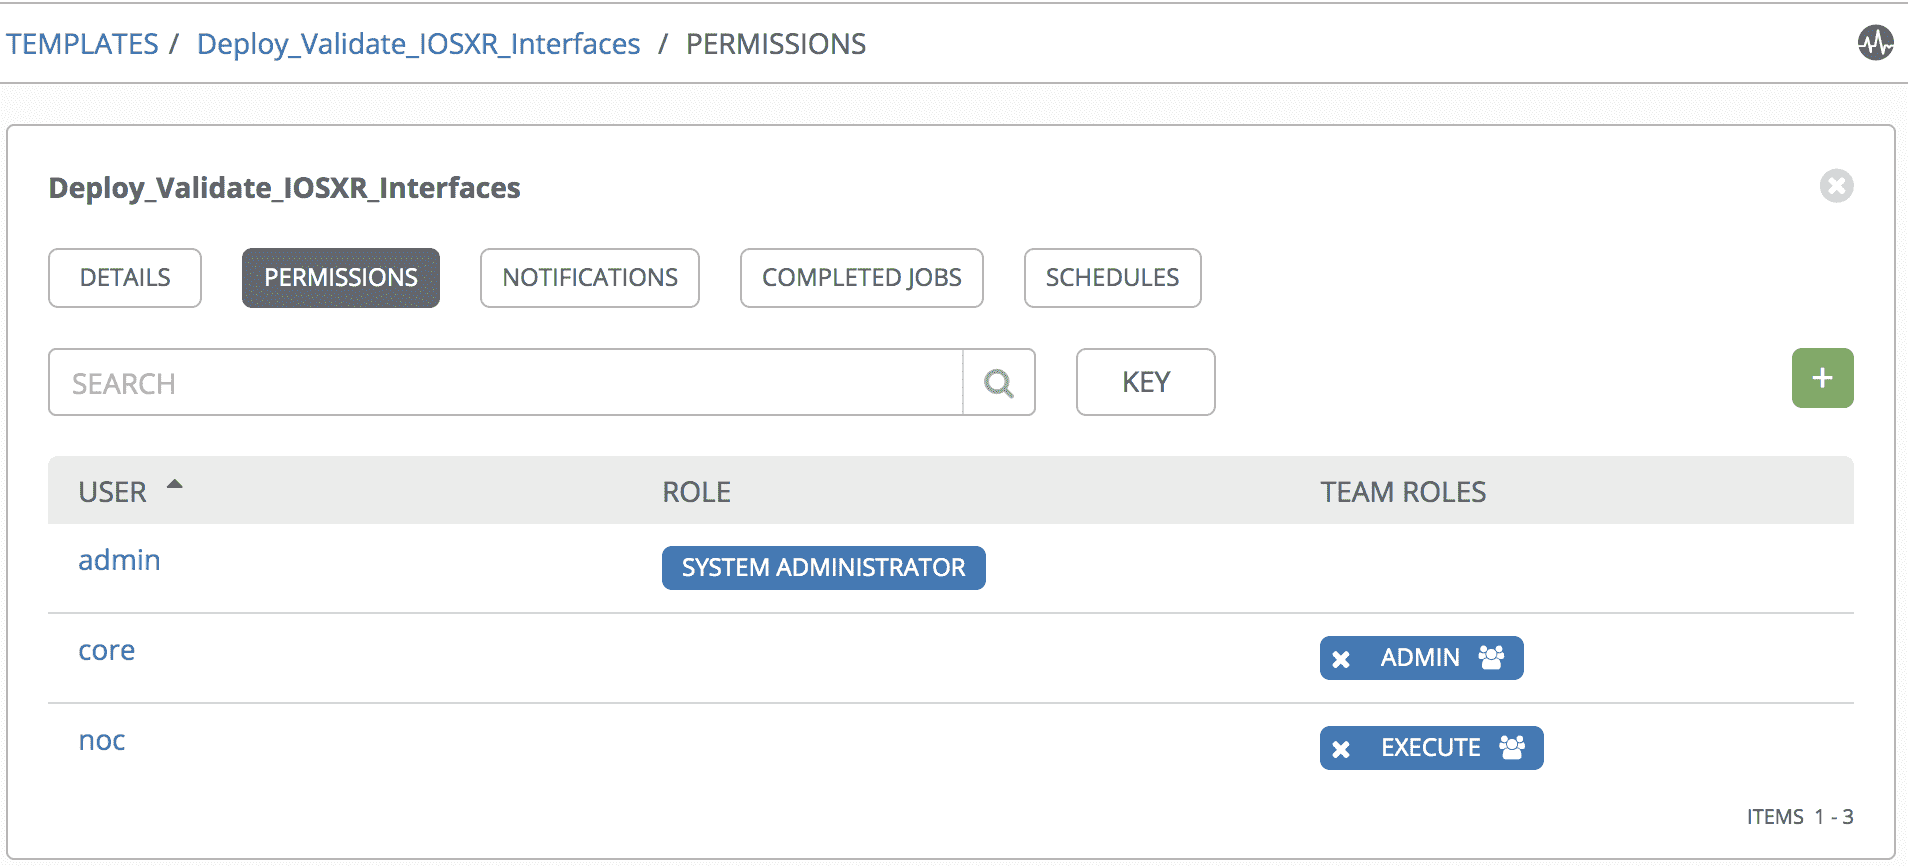 TEMPLATES / Deploy_Validate_IOSXR_Interfaces / PERMISSIONS
Deploy_Validate_IOSXR_Interfaces
DETAILS PERMISSIONS NOTIFICATIONS COMPLETED JOBS SCHEDULES
SEARCH KEY +
USER ROLE TEAM ROLES
admin SYSTEM ADMINISTRATOR
core ADMIN
noc EXECUTE
ITEMS 1 - 3